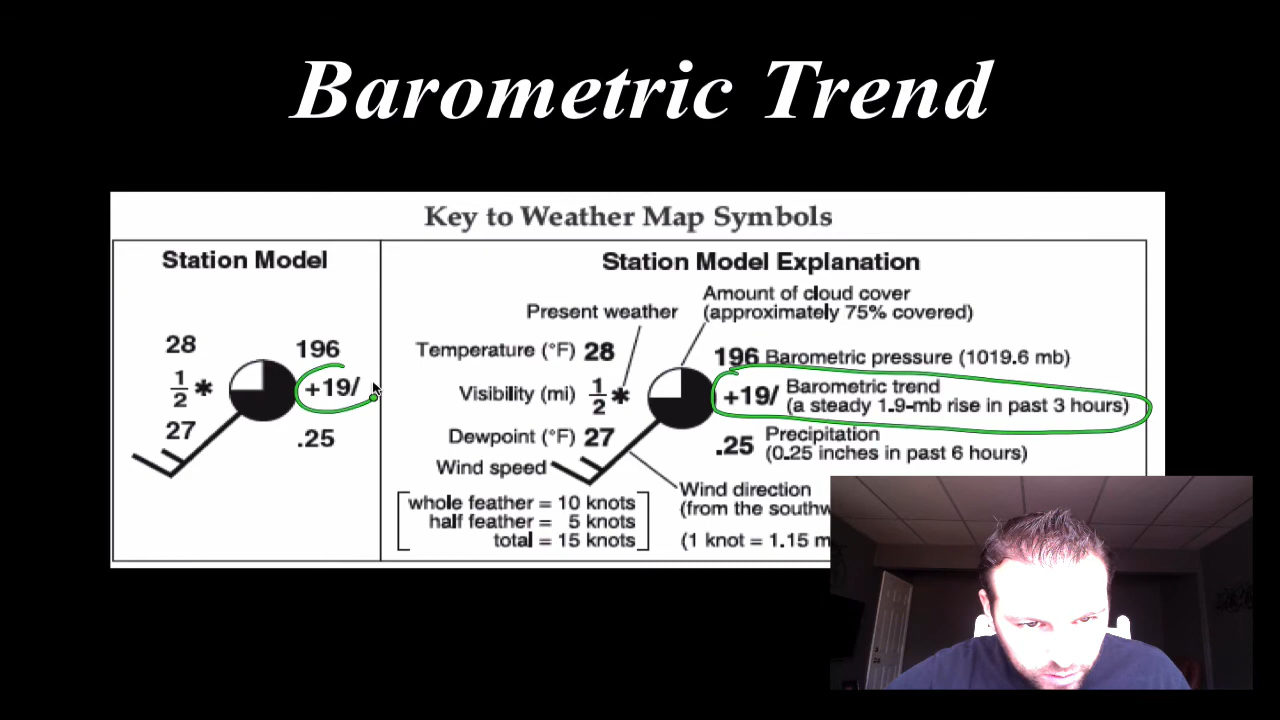 Barometric Trend
Key to Weather Map Symbols
Station Model
28
196
1/2 *
+19/
27
.25
Station Model Explanation
Amount of cloud cover
(approximately 75% covered)
Present weather
Temperature (°F) 28
196 Barometric pressure (1019.6 mb)
Visibility (mi) 1/2 *
+19/ Barometric trend
(a steady 1.9-mb rise in past 3 hours)
Dewpoint (°F) 27
.25 Precipitation
(0.25 inches in past 6 hours)
Wind speed
whole feather = 10 knots
half feather = 5 knots
total = 15 knots
Wind direction
(from the southw
(1 knot = 1.15 m